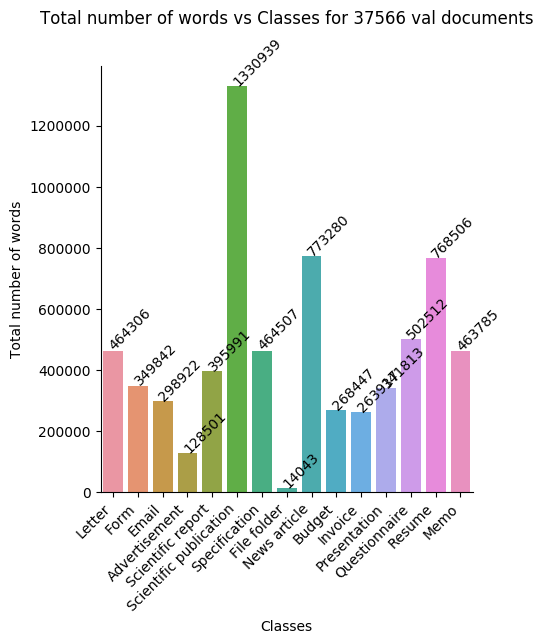 Total number of words vs Classes for 37566 val documents
Total number of words
1200000
1000000
800000
600000
400000
200000
0
464306
349842
298922
128501
395991
1330939
464507
14043
773280
268447
341813
502512
768506
463785
Letter
Form
Email
Advertisement
Scientific report
Scientific publication
Specification
File folder
News article
Budget
Invoice
Presentation
Questionnaire
Resume
Memo
Classes